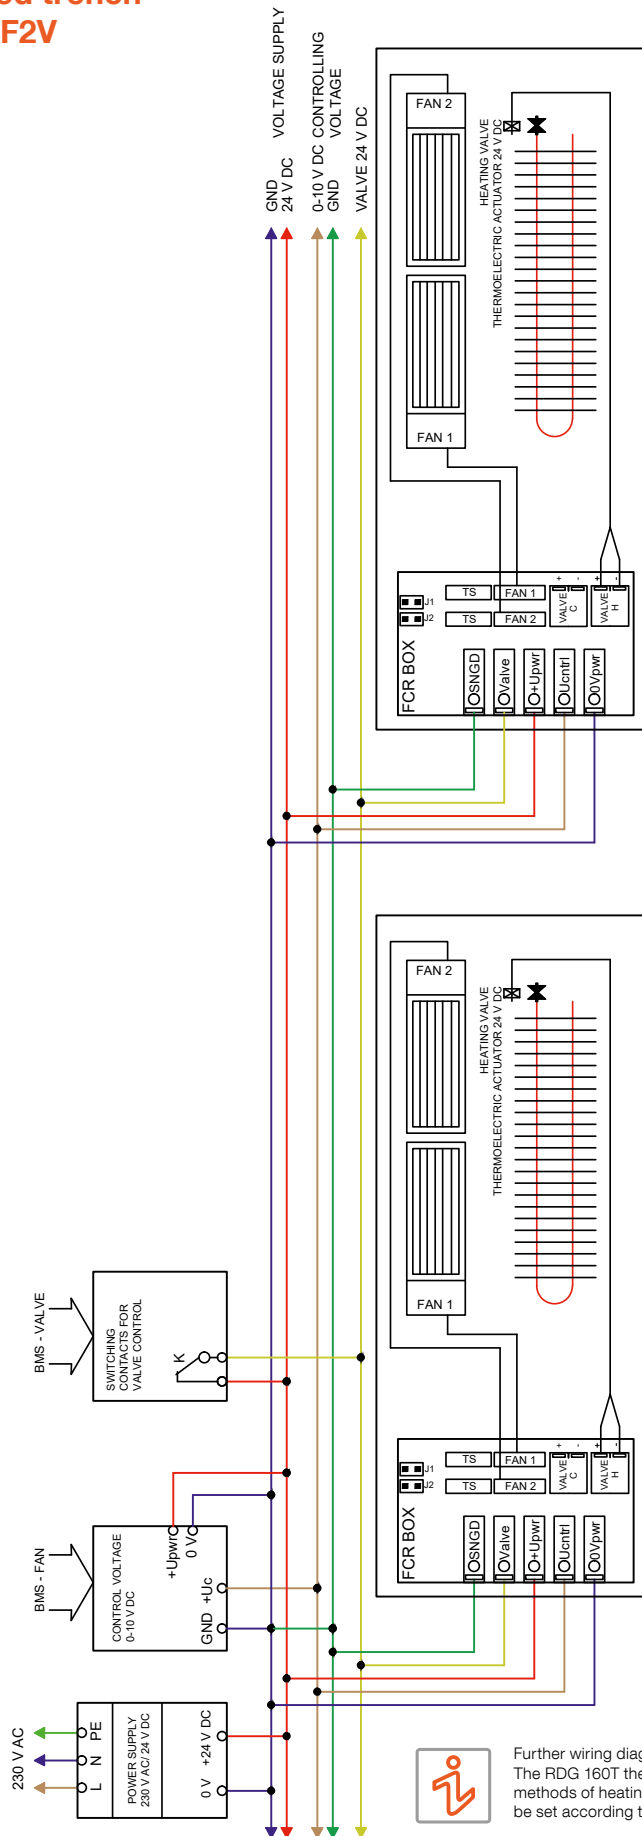 F2V
VOLTAGE SUPPLY
GND
24 V DC
0-10 V DC CONTROLLING
VOLTAGE
GND
VALVE 24 V DC
FAN 2
HEATING VALVE
THERMOELECTRIC ACTUATOR 24 V DC
FAN 1
FCR BOX
J1
J2
TS
FAN 1
TS
FAN 2
+
-
VALVE
C
+
-
VALVE
H
SNGD
Valve
+Upwr
Ucntrl
0Vpwr
FAN 2
HEATING VALVE
THERMOELECTRIC ACTUATOR 24 V DC
FAN 1
FCR BOX
J1
J2
TS
FAN 1
TS
FAN 2
+
-
VALVE
C
+
-
VALVE
H
SNGD
Valve
+Upwr
Ucntrl
0Vpwr
BMS - VALVE
SWITCHING
CONTACTS FOR
VALVE CONTROL
K
BMS - FAN
CONTROL VOLTAGE
0-10 V DC
+Upwr
0 V
+Uc
GND
230 V AC
PE
N
L
POWER SUPPLY
230 V AC/ 24 V DC
+24 V DC
0 V
Further wiring
The RDG 160T
methods of heating
be set according